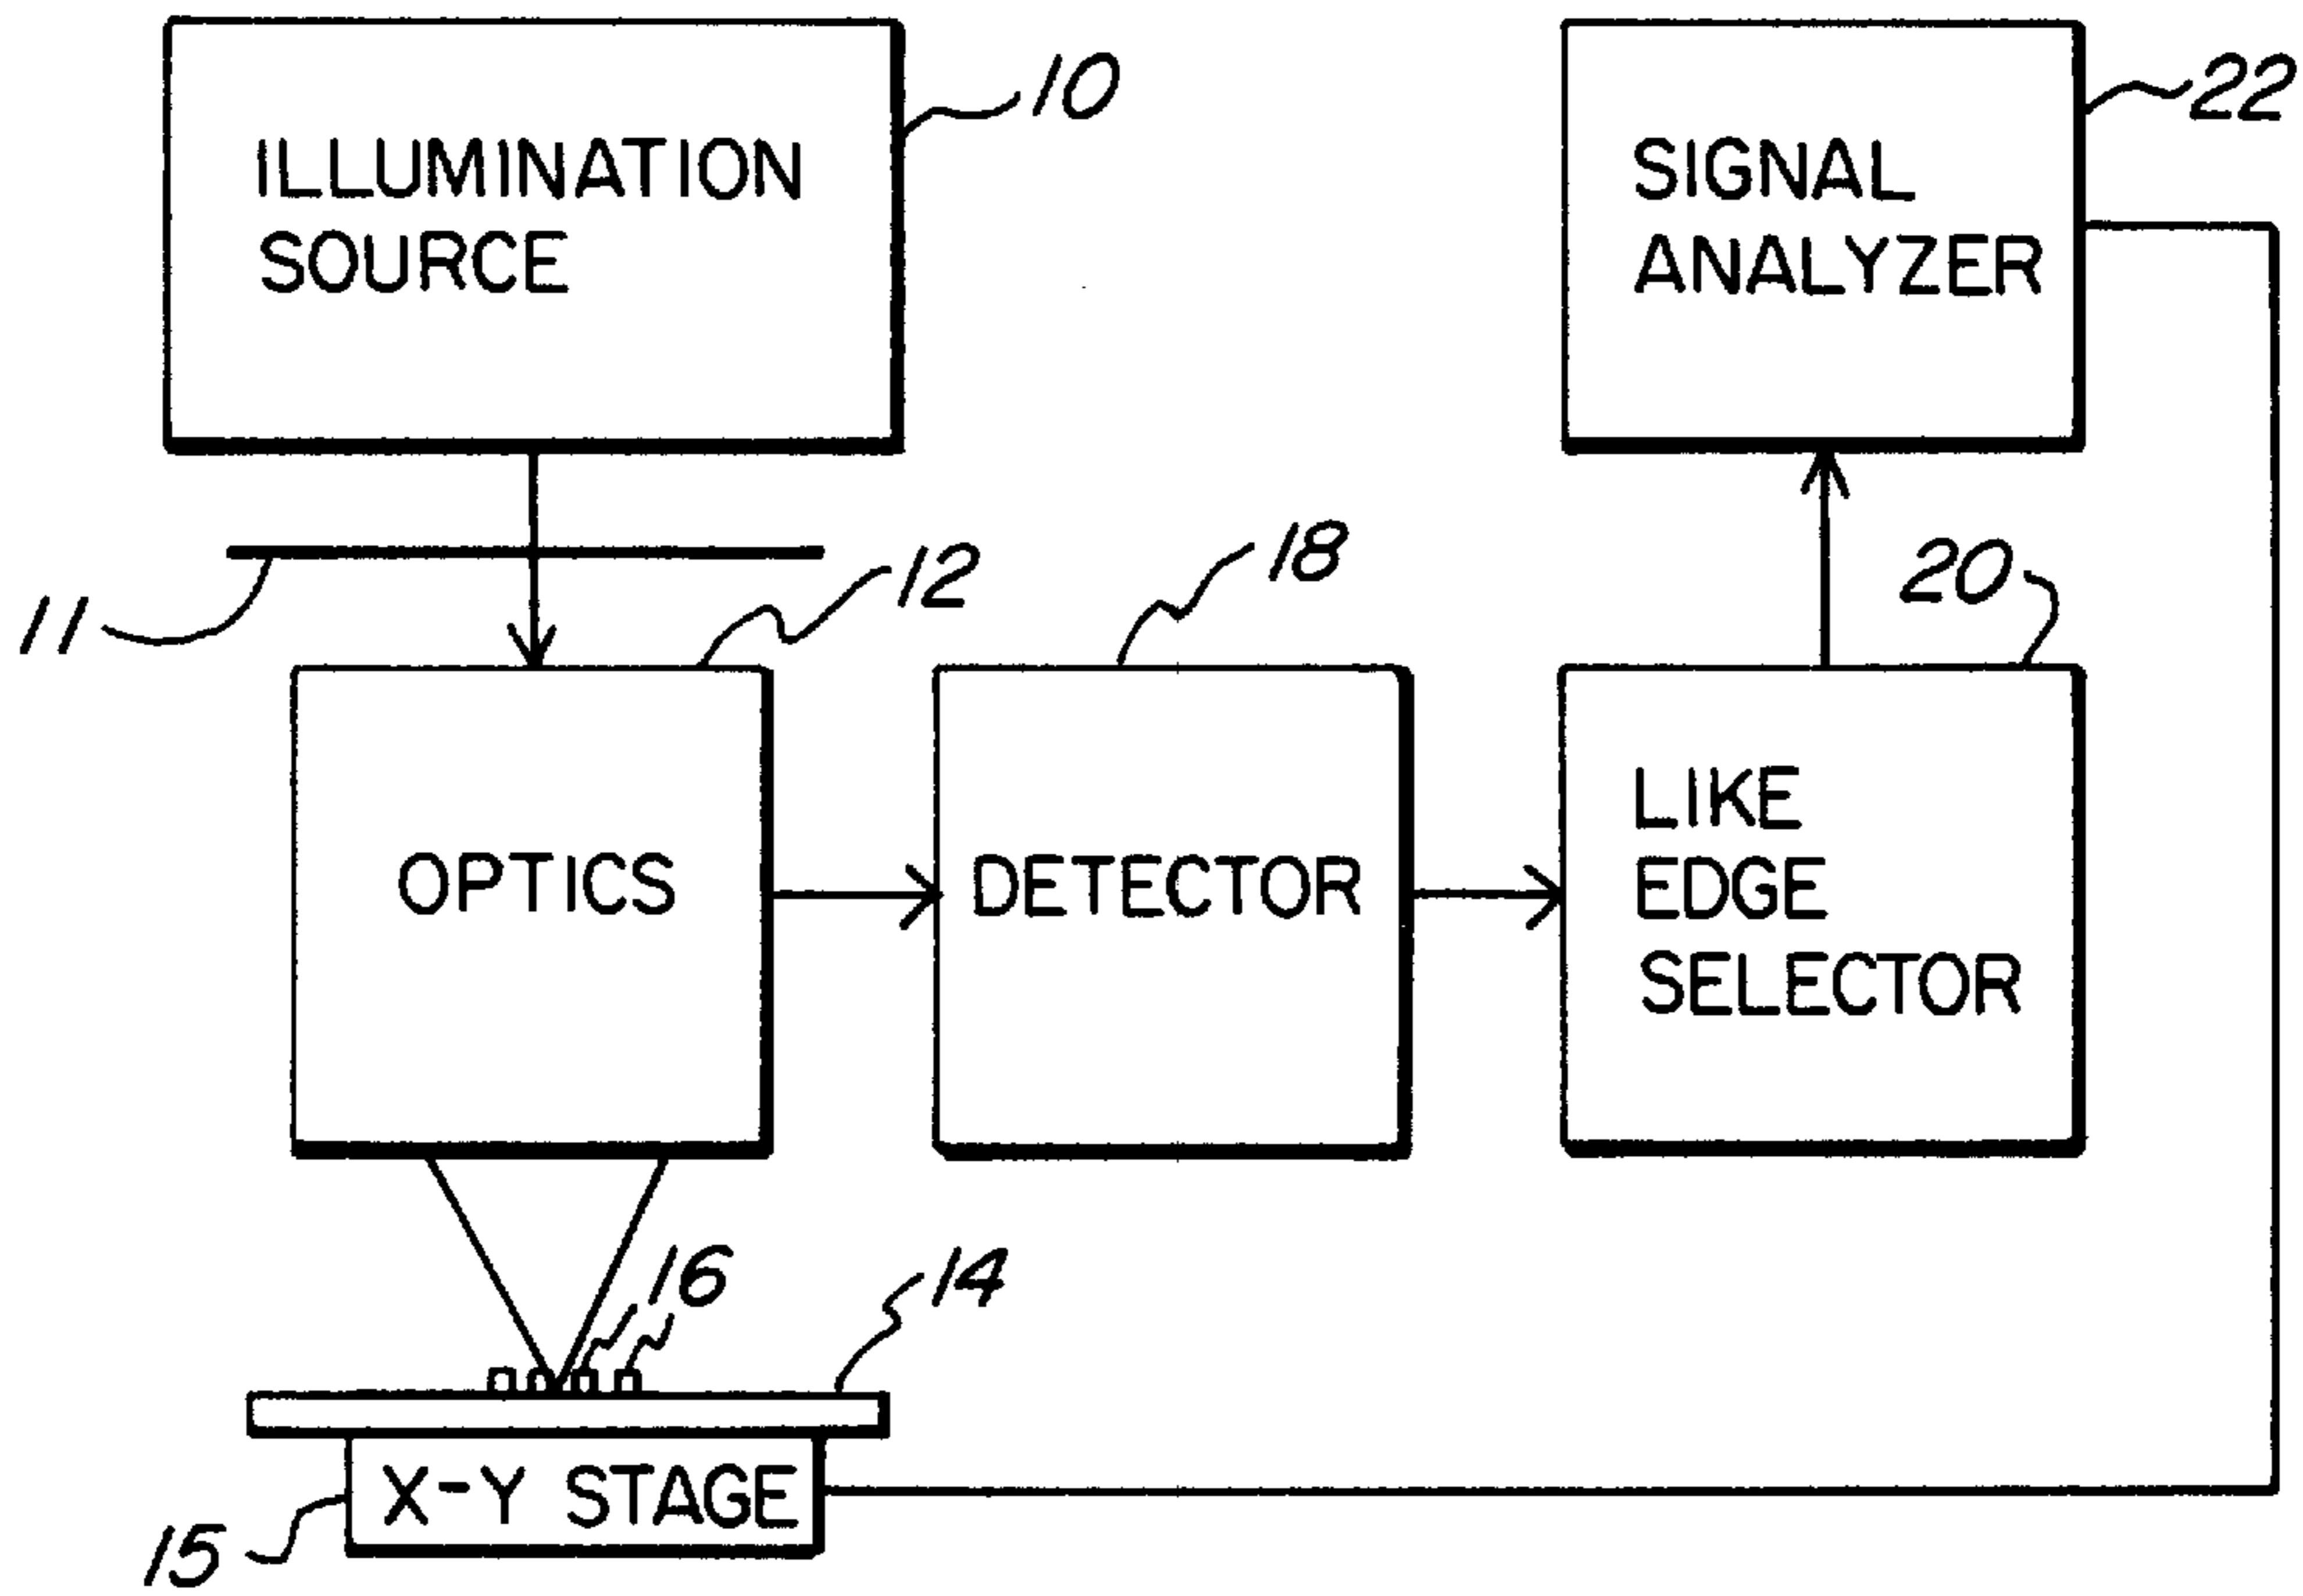 10
ILLUMINATION
SOURCE
22
SIGNAL
ANALYZER
11
12
18
20
OPTICS
DETECTOR
LIKE
EDGE
SELECTOR
16
14
X-Y STAGE
15